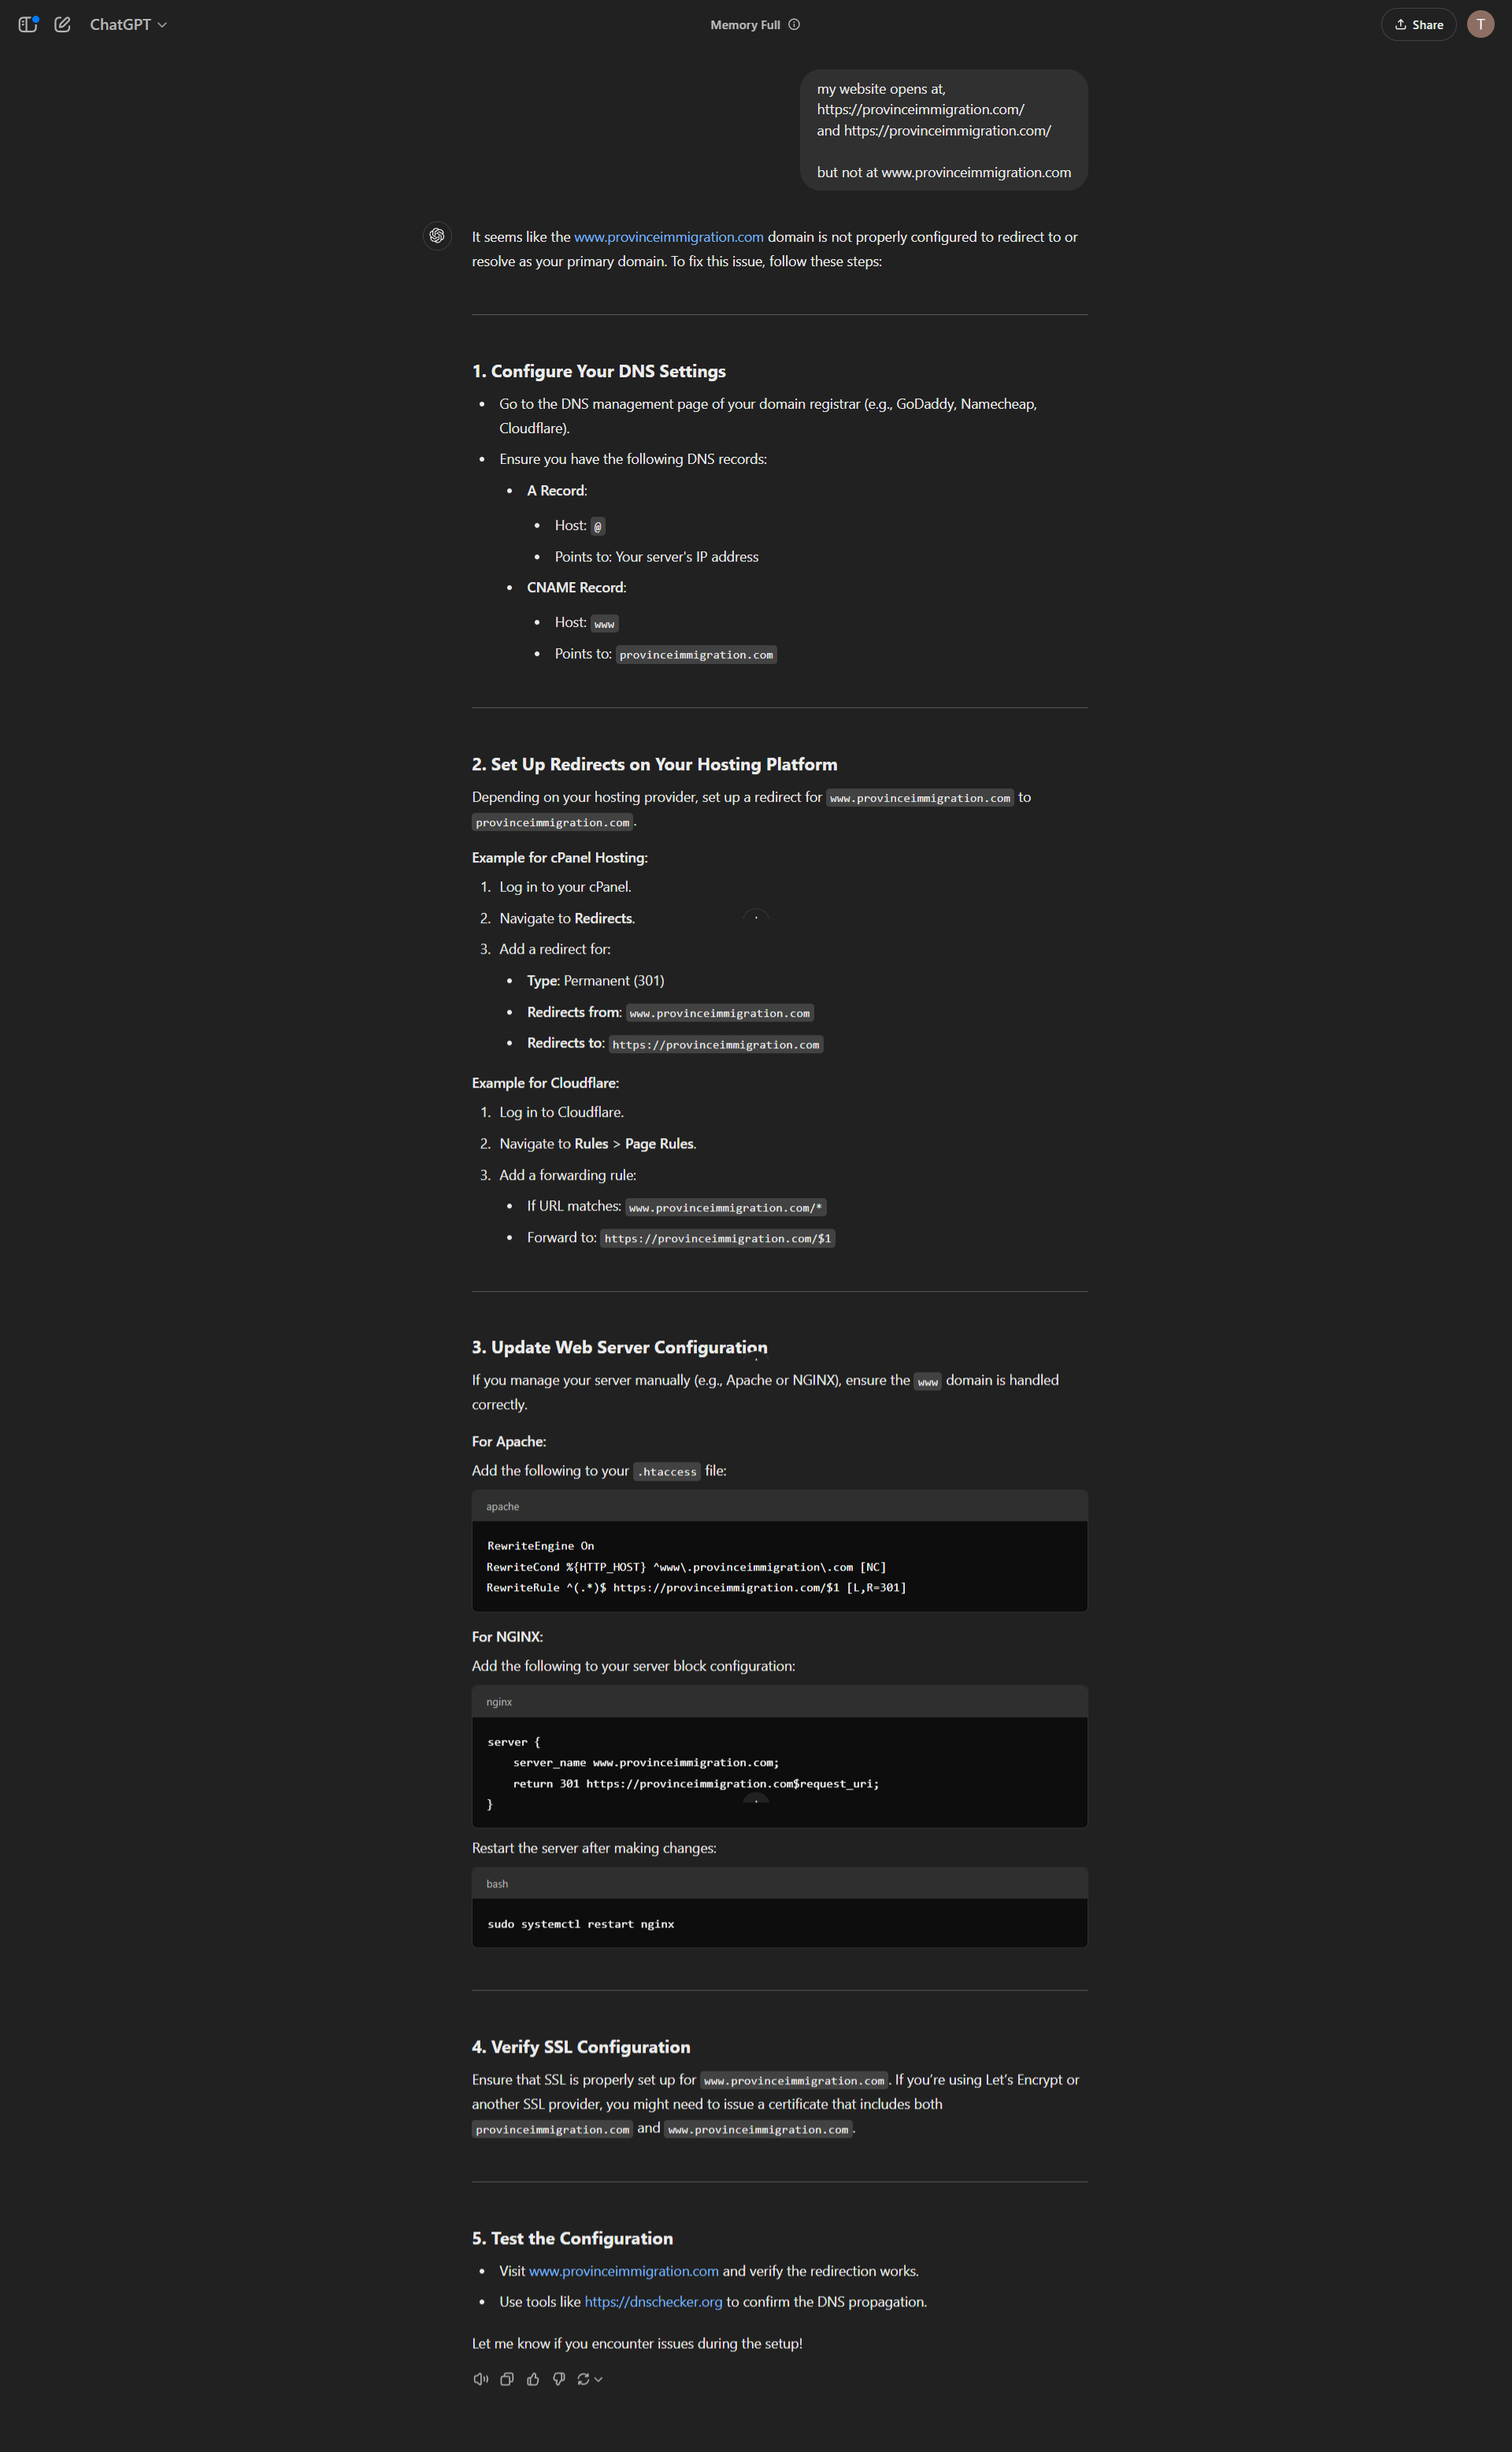 ChatGPT
Memory Full
Share
T
my website opens at,
https://provinceimmigration.com/
and https://provinceimmigration.com/
but not at www.provinceimmigration.com
It seems like the www.provinceimmigration.com domain is not properly configured to redirect to or
resolve as your primary domain. To fix this issue, follow these steps:
1. Configure Your DNS Settings
• Go to the DNS management page of your domain registrar (e.g., GoDaddy, Namecheap,
Cloudflare).
• Ensure you have the following DNS records:
• A Record:
• Host: @
• Points to: Your server's IP address
• CNAME Record:
• Host: www
• Points to: provinceimmigration.com
2. Set Up Redirects on Your Hosting Platform
Depending on your hosting provider, set up a redirect for www.provinceimmigration.com to
provinceimmigration.com.
Example for cPanel Hosting:
1. Log in to your cPanel.
2. Navigate to Redirects.
3. Add a redirect for:
• Type: Permanent (301)
• Redirects from: www.provinceimmigration.com
• Redirects to: https://provinceimmigration.com
Example for Cloudflare:
1. Log in to Cloudflare.
2. Navigate to Rules > Page Rules.
3. Add a forwarding rule:
• If URL matches: www.provinceimmigration.com/*
• Forward to: https://provinceimmigration.com/$1
3. Update Web Server Configuration
If you manage your server manually (e.g., Apache or NGINX), ensure the www domain is handled
correctly.
For Apache:
Add the following to your .htaccess file:
apache
RewriteEngine On
RewriteCond %{HTTP_HOST} ^www\.provinceimmigration\.com [NC]
RewriteRule ^(.*)$ https://provinceimmigration.com/$1 [L,R=301]
For NGINX:
Add the following to your server block configuration:
nginx
server {
server_name www.provinceimmigration.com;
return 301 https://provinceimmigration.com$request_uri;
}
Restart the server after making changes:
bash
sudo systemctl restart nginx
4. Verify SSL Configuration
Ensure that SSL is properly set up for www.provinceimmigration.com. If you’re using Let’s Encrypt or
another SSL provider, you might need to issue a certificate that includes both
provinceimmigration.com and www.provinceimmigration.com.
5. Test the Configuration
• Visit www.provinceimmigration.com and verify the redirection works.
• Use tools like https://dnschecker.org to confirm the DNS propagation.
Let me know if you encounter issues during the setup!